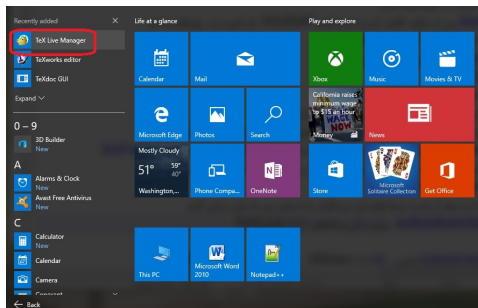 Recently added
TeX Live Manager
TeXworks editor
TeXdoc GUI
Expand
0 – 9
3D Builder
New
A
Alarms & Clock
New
Avast Free Antivirus
New
C
Calculator
New
Calendar
Camera
Back
Life at a glance
Calendar
Mail
Microsoft Edge
Photos
Search
Mostly Cloudy
51° 59°
40°
Washington,...
Phone Compa...
OneNote
This PC
Microsoft Word
2010
Notepad++
Play and explore
Xbox
Music
Movies & TV
California raises
minimum wage
to $15 an hour
Money
News
Store
Microsoft
Solitaire Collection
Get Office